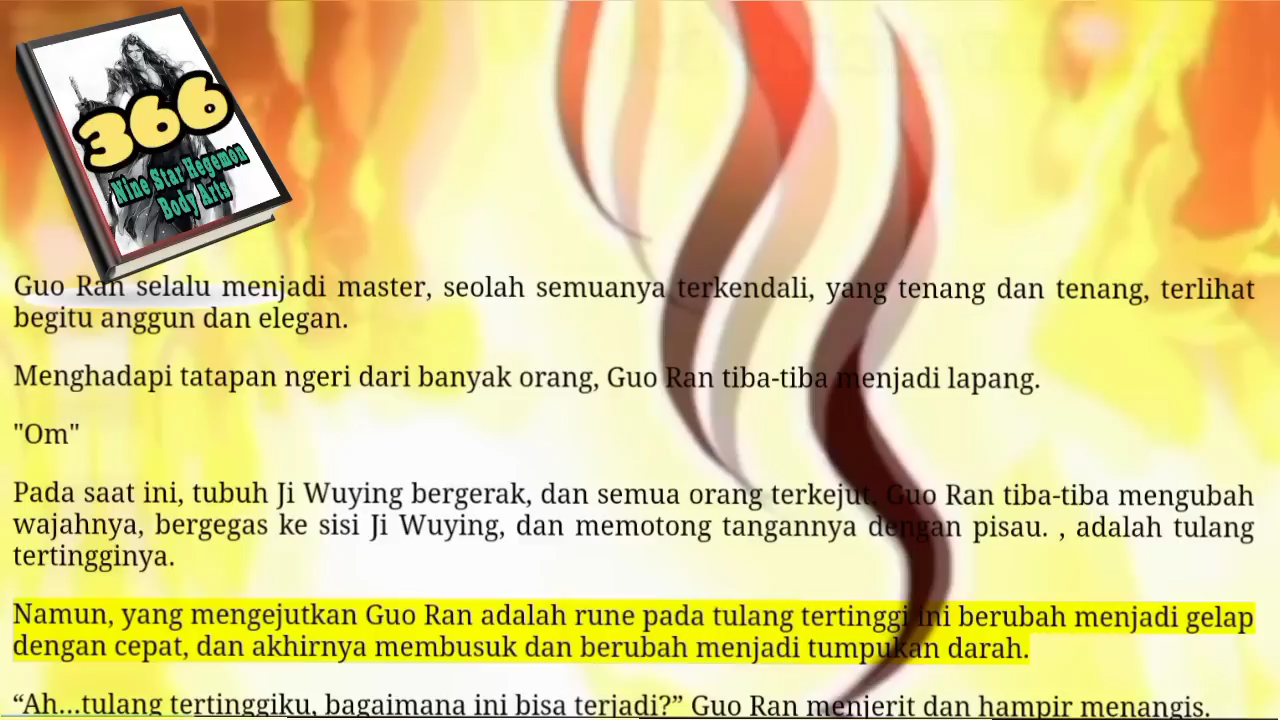 366
Nine Star Hegemon
Body Arts
Guo Ran selalu menjadi master, seolah semuanya terkendali, yang tenang dan tenang, terlihat
begitu anggun dan elegan.
Menghadapi tatapan ngeri dari banyak orang, Guo Ran tiba-tiba menjadi lapang.
"Om"
Pada saat ini, tubuh Ji Wuying bergerak, dan semua orang terkejut. Guo Ran tiba-tiba mengubah
wajahnya, bergegas ke sisi Ji Wuying, dan memotong tangannya dengan pisau. , adalah tulang
tertingginya.
Namun, yang mengejutkan Guo Ran adalah rune pada tulang tertinggi ini berubah menjadi gelap
dengan cepat, dan akhirnya membusuk dan berubah menjadi tumpukan darah.
“Ah...tulang tertinggiku, bagaimana ini bisa terjadi?” Guo Ran menjerit dan hampir menangis.